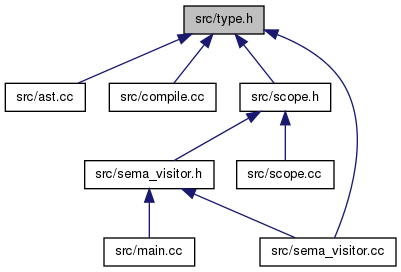 src/type.h
src/ast.cc
src/compile.cc
src/scope.h
src/sema_visitor.h
src/scope.cc
src/main.cc
src/sema_visitor.cc